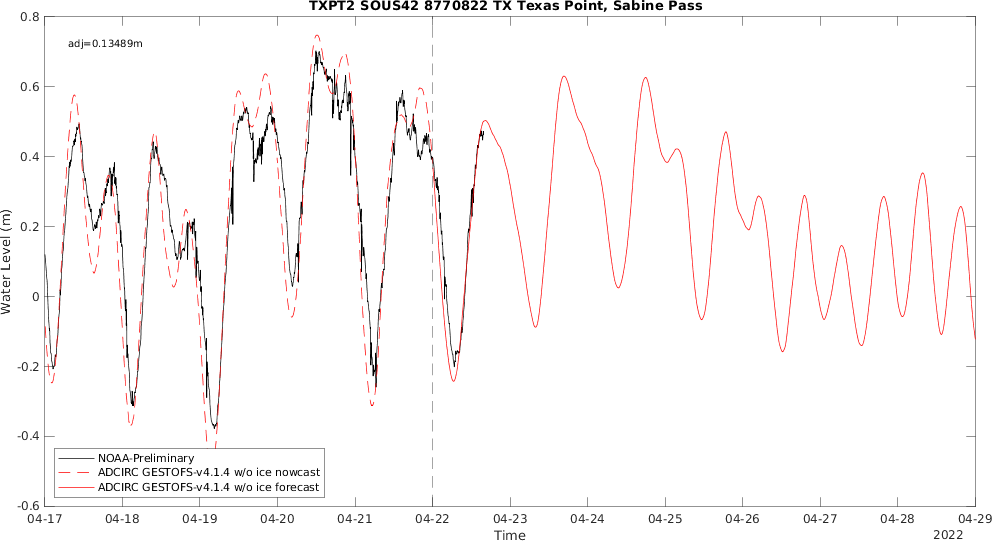 TXPT2 SOUS42 8770822 TX Texas Point, Sabine Pass
0.8
adj=0.13489m
0.6
0.4
0.2
0
-0.2
-0.4
-0.6
Water Level (m)
NOAA-Preliminary
ADCIRC GESTOFS-v4.1.4 w/o ice nowcast
ADCIRC GESTOFS-v4.1.4 w/o ice forecast
04-17 04-18 04-19 04-20 04-21 04-22 04-23 04-24 04-25 04-26 04-27 04-28 04-29
Time
2022